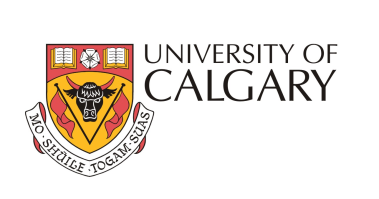 UNIVERSITY OF
CALGARY
MO · SHÙILE · TOGAM · SUAS